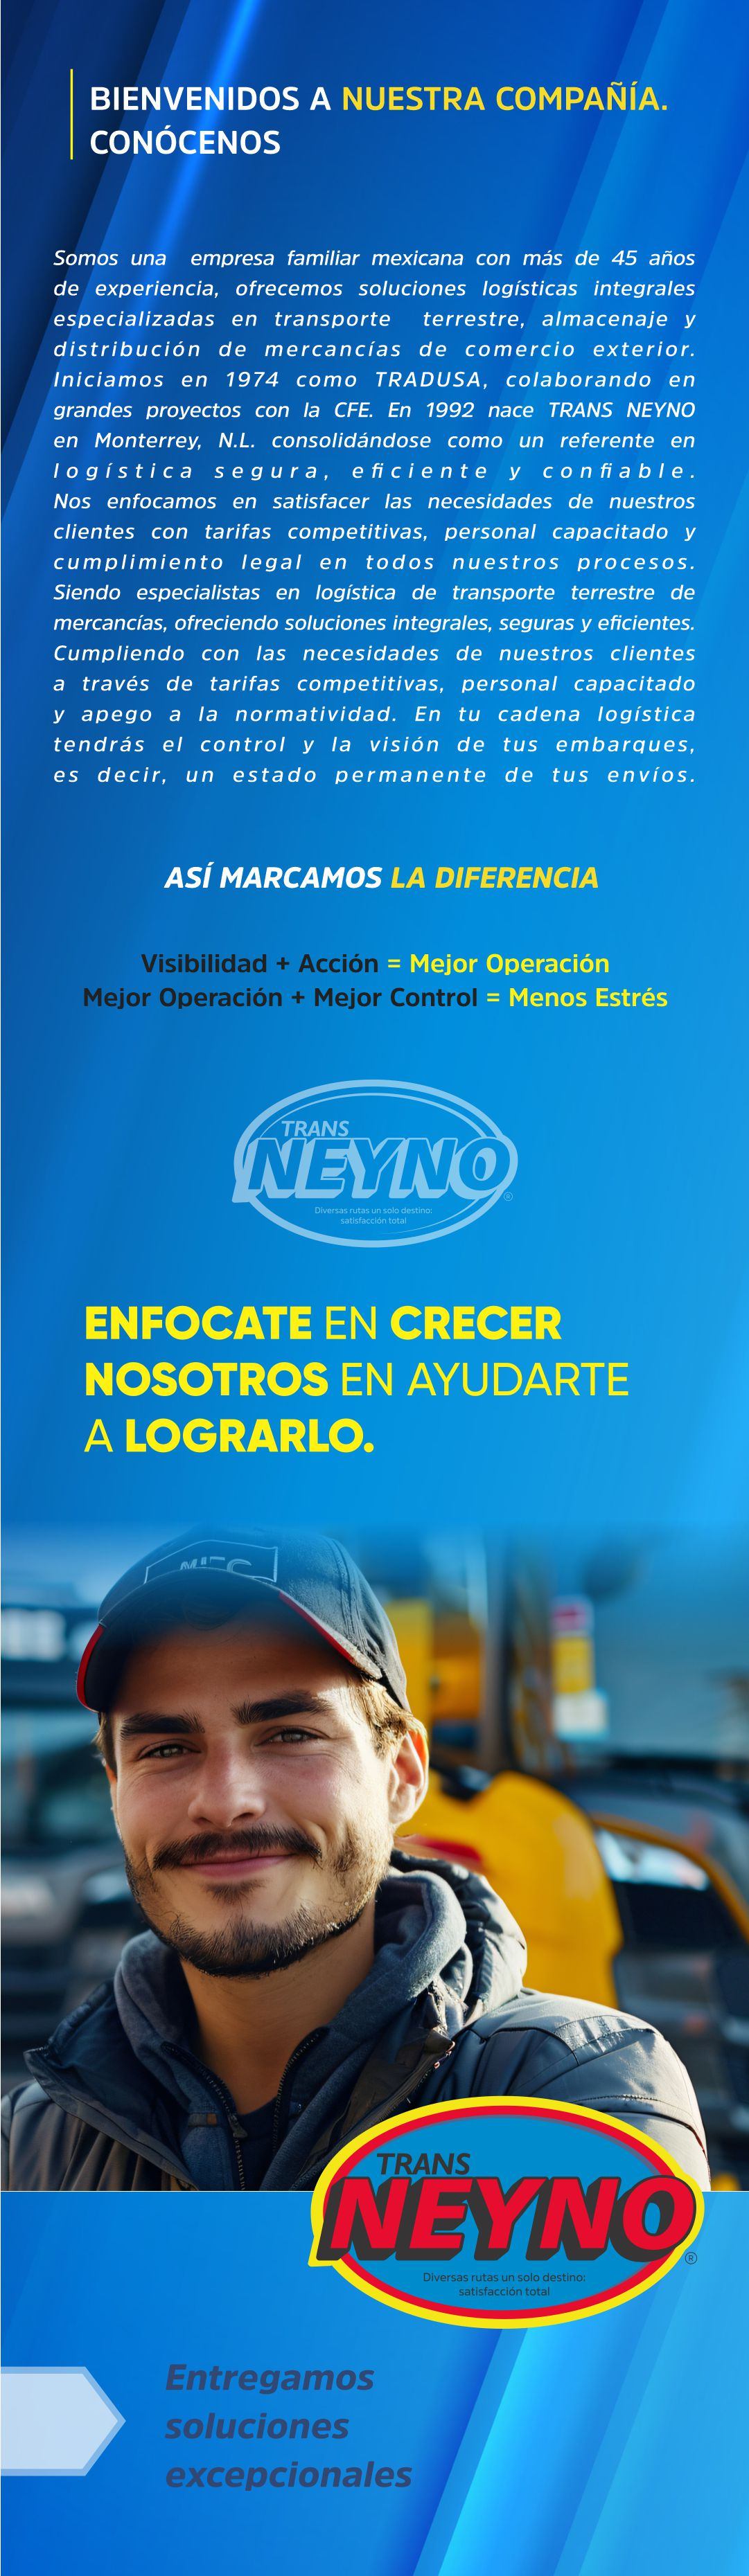 BIENVENIDOS A NUESTRA COMPAÑÍA.
CONÓCENOS
Somos una empresa familiar mexicana con más de 45 años
de experiencia, ofrecemos soluciones logísticas integrales
especializadas en transporte terrestre, almacenaje y
distribución de mercancías de comercio exterior.
Iniciamos en 1974 como TRADUSA, colaborando en
grandes proyectos con la CFE. En 1992 nace TRANS NEYNO
en Monterrey, N.L. consolidándose como un referente en
logística segura, eficiente y confiable.
Nos enfocamos en satisfacer las necesidades de nuestros
clientes con tarifas competitivas, personal capacitado y
cumplimiento legal en todos nuestros procesos.
Siendo especialistas en logística de transporte terrestre de
mercancías, ofreciendo soluciones integrales, seguras y eficientes.
Cumpliendo con las necesidades de nuestros clientes
a través de tarifas competitivas, personal capacitado
y apego a la normatividad. En tu cadena logística
tendrás el control y la visión de tus embarques,
es decir, un estado permanente de tus envíos.
ASÍ MARCAMOS LA DIFERENCIA
Visibilidad + Acción = Mejor Operación
Mejor Operación + Mejor Control = Menos Estrés
TRANS
NEYNO
®
Diversas rutas un solo destino:
satisfacción total
ENFOCATE EN CRECER
NOSOTROS EN AYUDARTE
A LOGRARLO.
TRANS
NEYNO
®
Diversas rutas un solo destino:
satisfacción total
Entregamos
soluciones
excepcionales